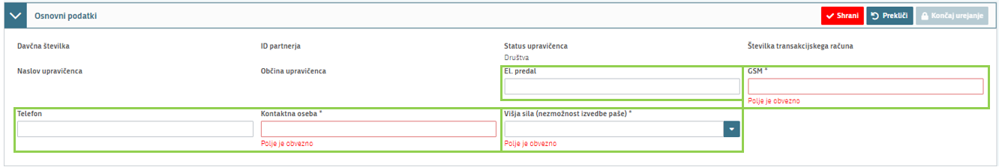 Osnovni podatki
Shrani Prekliči Končaj urejanje
Davčna številka ID partnerja Status upravičenca Številka transakcijskega računa
Društva
Naslov upravičenca Občina upravičenca El. predal GSM *
Polje je obvezno
Telefon Kontaktna oseba * Višja sila (nezmožnost izvedbe paše) *
Polje je obvezno Polje je obvezno